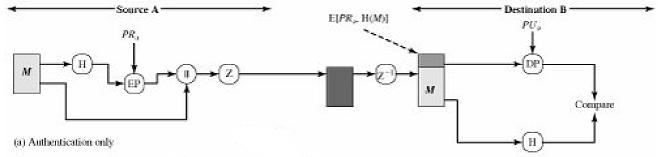 Source A
Destination B
E[PRa, H(M)]
PRa
PUa
M
H
EP
||
Z
Z-1
M
DP
Compare
H
(a) Authentication only